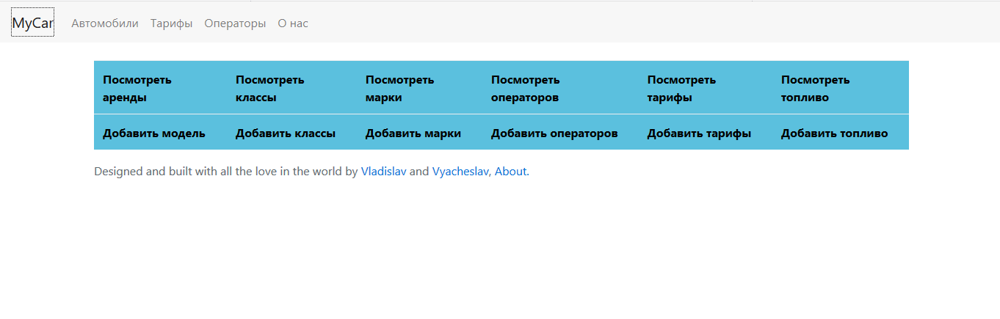 MyCar Автомобили Тарифы Операторы О нас
Посмотреть Посмотреть Посмотреть Посмотреть Посмотреть Посмотреть
аренды классы марки операторов тарифы топливо
Добавить модель Добавить классы Добавить марки Добавить операторов Добавить тарифы Добавить топливо
Designed and built with all the love in the world by Vladislav and Vyacheslav, About.